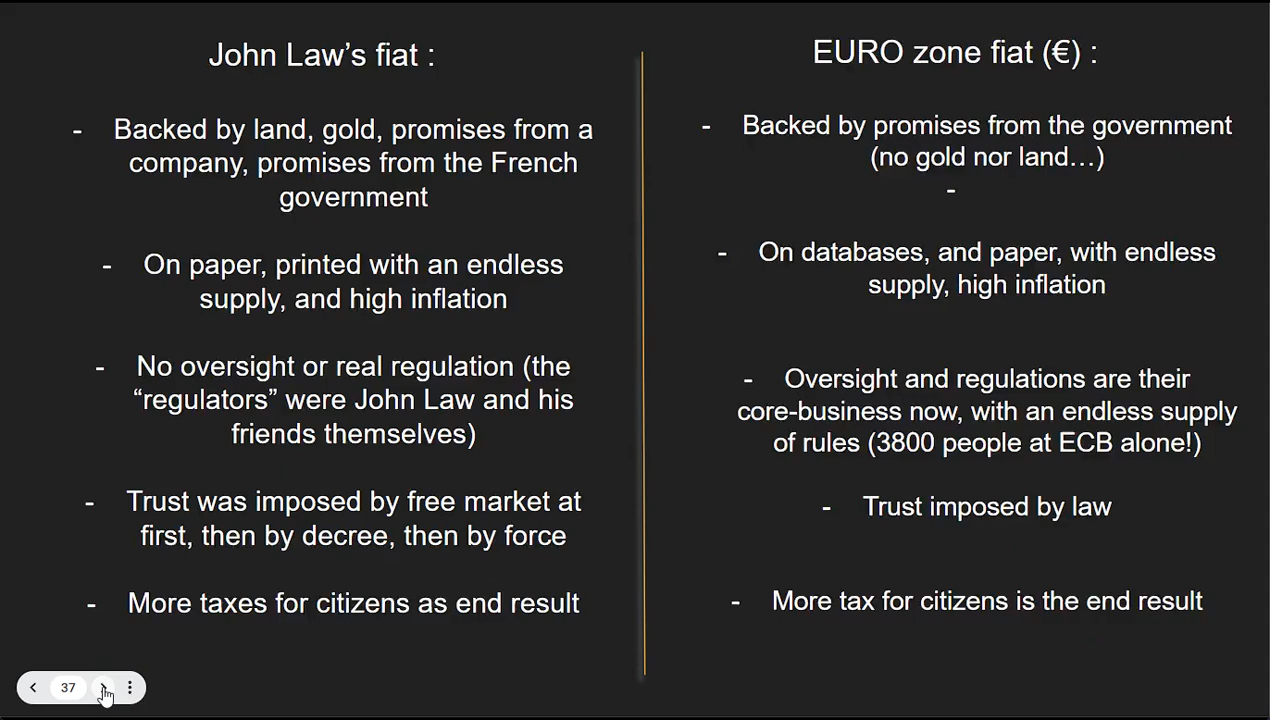 John Law’s fiat :
- Backed by land, gold, promises from a
company, promises from the French
government
- On paper, printed with an endless
supply, and high inflation
- No oversight or real regulation (the
“regulators” were John Law and his
friends themselves)
- Trust was imposed by free market at
first, then by decree, then by force
- More taxes for citizens as end result
EURO zone fiat (€) :
- Backed by promises from the government
(no gold nor land…)
-
- On databases, and paper, with endless
supply, high inflation
- Oversight and regulations are their
core-business now, with an endless supply
of rules (3800 people at ECB alone!)
- Trust imposed by law
- More tax for citizens is the end result
37